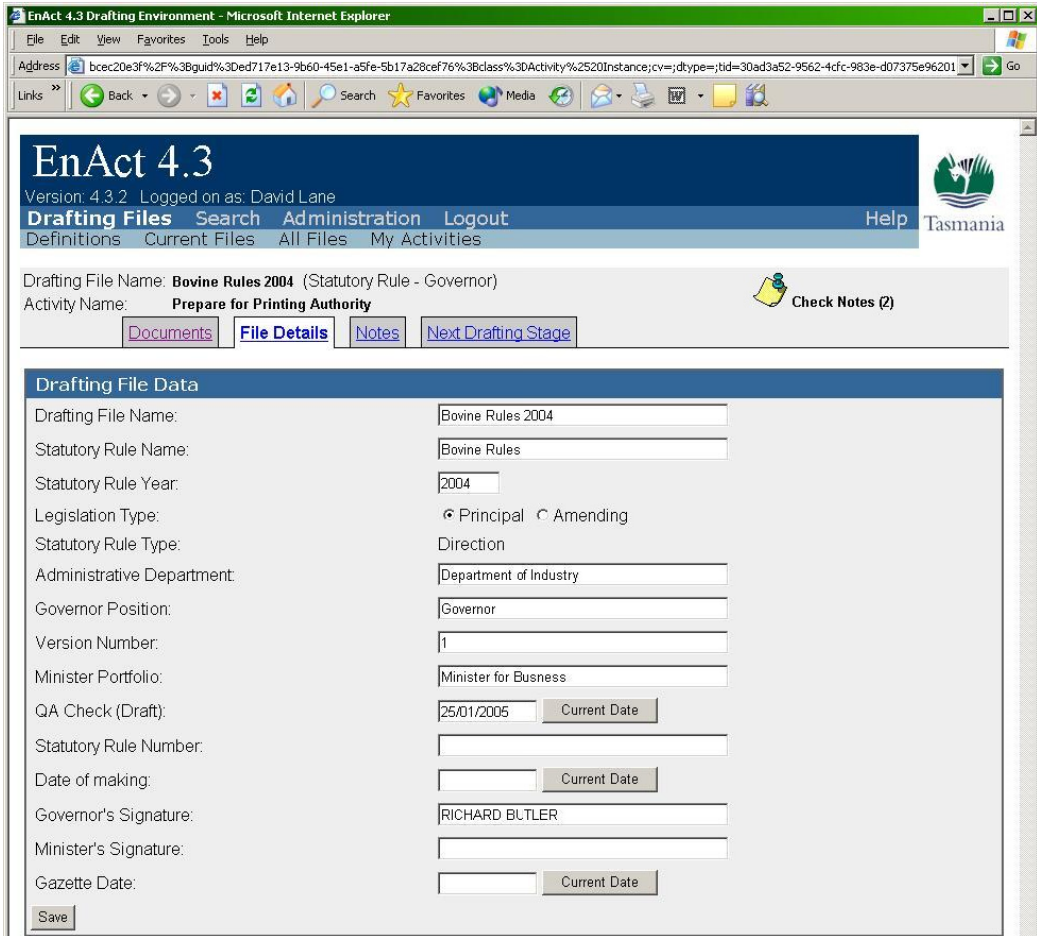 EnAct 4.3 Drafting Environment - Microsoft Internet Explorer
File Edit View Favorites Tools Help
Address bcec20e3f%2F%3Bguid%3Ded717e13-9b60-45e1-a5fe-5b17a28cef76%3Bclass%3DActivity%2520Instance;cv=;dtype=;tid=30ad3a52-9562-4cfc-983e-d07375e96201 Go
Links » Back Search Favorites Media
EnAct 4.3
Version: 4.3.2 Logged on as: David Lane
Drafting Files Search Administration Logout Help
Tasmania
Definitions Current Files All Files My Activities
Drafting File Name: Bovine Rules 2004 (Statutory Rule - Governor)
Activity Name: Prepare for Printing Authority
Check Notes (2)
Documents File Details Notes Next Drafting Stage
Drafting File Data
Drafting File Name: Bovine Rules 2004
Statutory Rule Name: Bovine Rules
Statutory Rule Year: 2004
Legislation Type: Principal Amending
Statutory Rule Type: Direction
Administrative Department: Department of Industry
Governor Position: Governor
Version Number: 1
Minister Portfolio: Minister for Busness
QA Check (Draft): 25/01/2005 Current Date
Statutory Rule Number:
Date of making: Current Date
Governor's Signature: RICHARD BUTLER
Minister's Signature:
Gazette Date: Current Date
Save